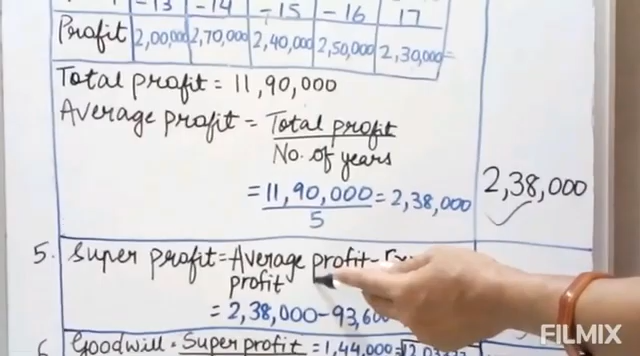 -13 -14 -15 -16 17
Profit 2,00,000 2,70,000 2,40,000 2,50,000 2,30,000=
Total profit = 11,90,000
Average profit = Total profit
No. of years
= 11,90,000 = 2,38,000 2,38,000
5
5. Super profit = Average profit -
profit
= 2,38,000 - 93,600
6. Goodwill = Super profit = 1,44,000
FILMIX